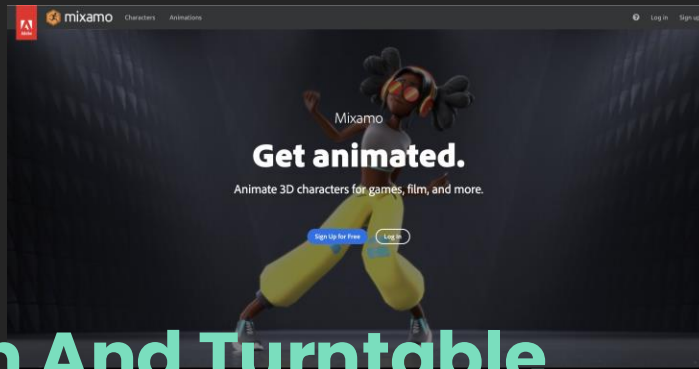 Adobe
mixamo Characters Animations Log in Sign up
Mixamo
Get animated.
Animate 3D characters for games, film, and more.
Sign Up for Free Log in
And Turntable